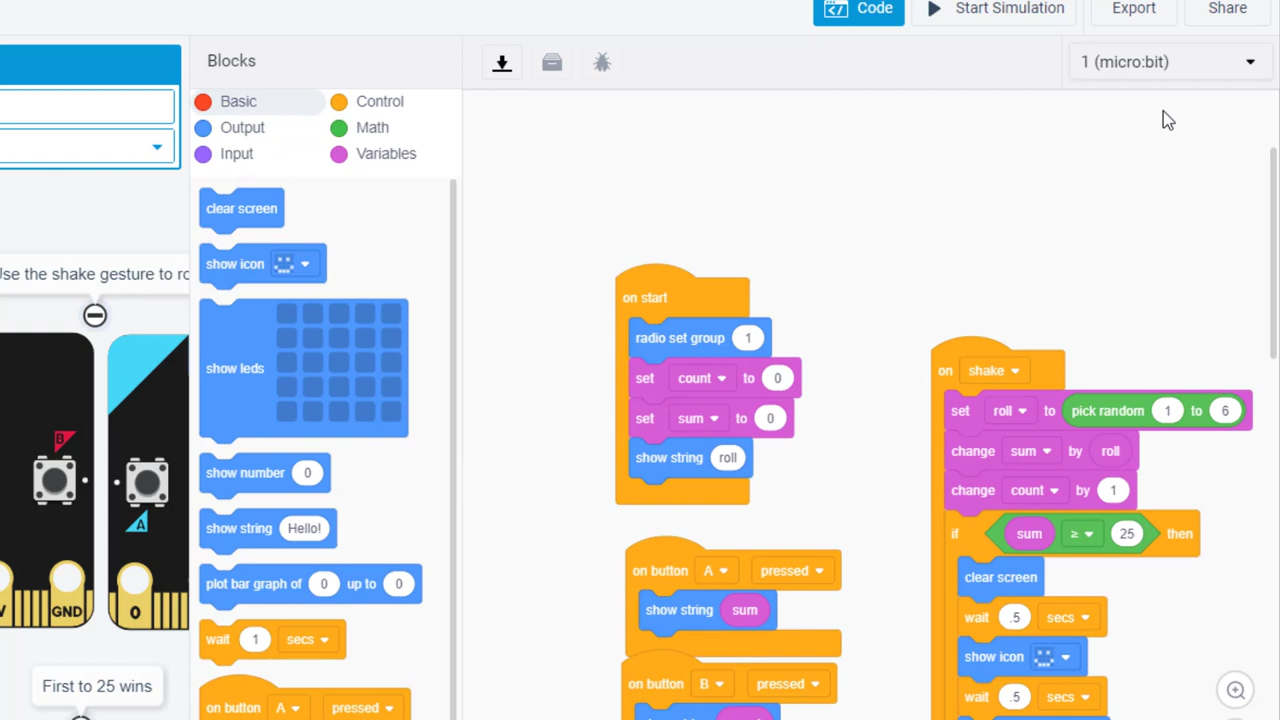 Code
Start Simulation
Export
Share
Blocks
1 (micro:bit)
Basic
Control
Output
Math
Input
Variables
clear screen
show icon
show leds
show number 0
show string Hello!
plot bar graph of 0 up to 0
wait 1 secs
on button A pressed
Use the shake gesture to ro
B
A
GND
0
First to 25 wins
on start
radio set group 1
set count to 0
set sum to 0
show string roll
on button A pressed
show string sum
on button B pressed
on shake
set roll to pick random 1 to 6
change sum by roll
change count by 1
if sum ≥ 25 then
clear screen
wait .5 secs
show icon
wait .5 secs